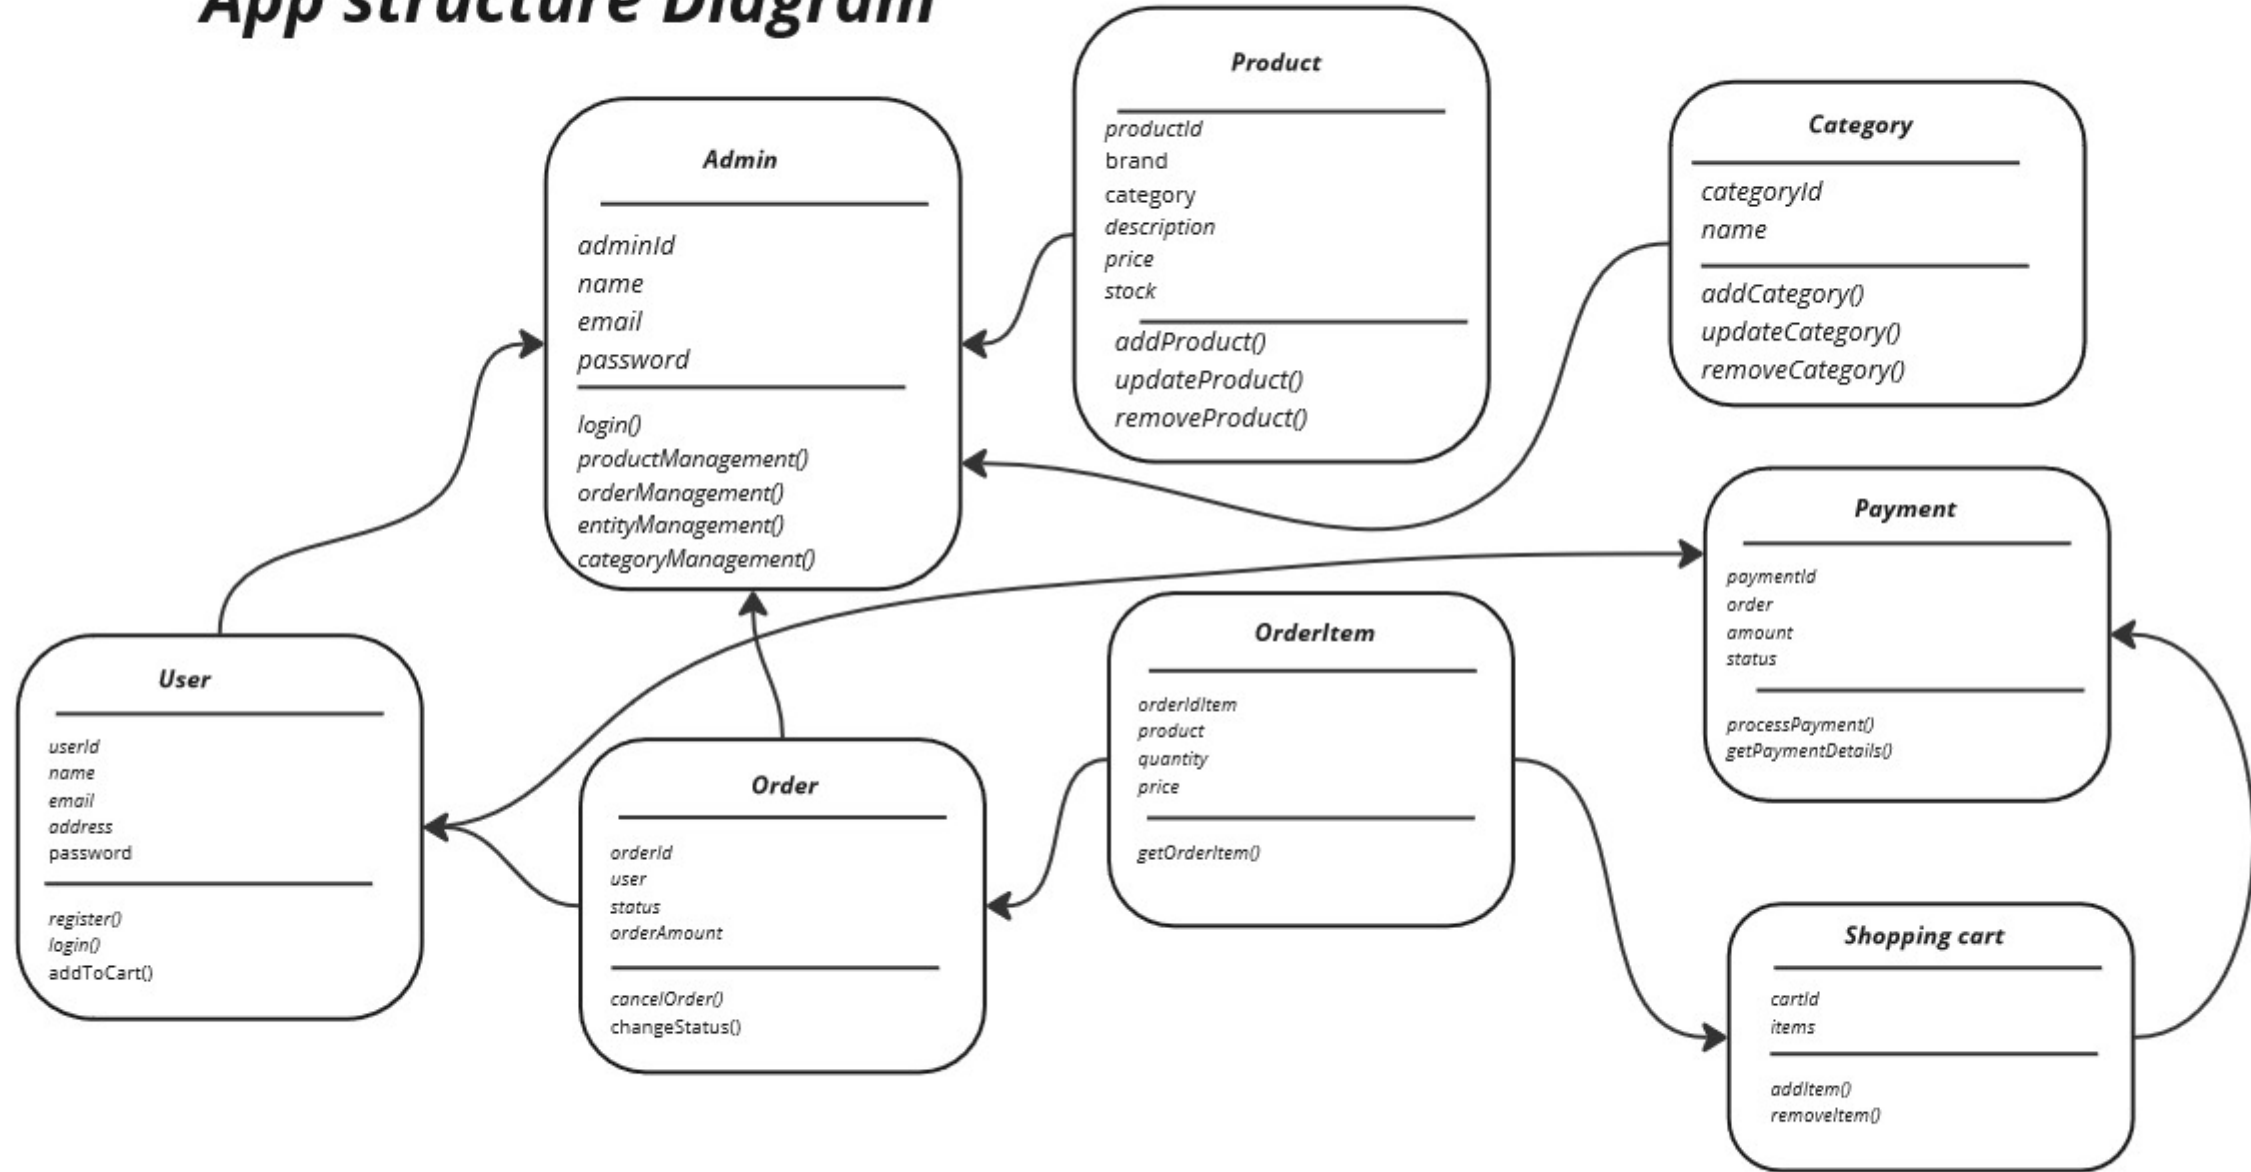 App structure Diagram
Product
productId
brand
category
description
price
stock
addProduct()
updateProduct()
removeProduct()
Category
categoryId
name
addCategory()
updateCategory()
removeCategory()
Admin
adminId
name
email
password
login()
productManagement()
orderManagement()
entityManagement()
categoryManagement()
Payment
paymentId
order
amount
status
processPayment()
getPaymentDetails()
User
userId
name
email
address
password
register()
login()
addToCart()
Order
orderId
user
status
orderAmount
cancelOrder()
changeStatus()
OrderItem
orderIdItem
product
quantity
price
getOrderItem()
Shopping cart
cartId
items
addItem()
removeItem()